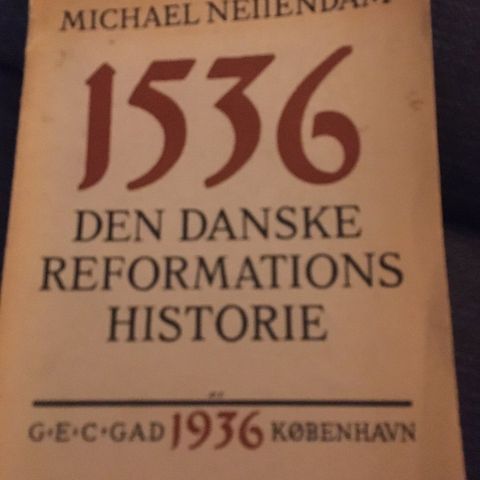 MICHAEL NEIIENDAM
1536
DEN DANSKE
REFORMATIONS
HISTORIE
G•E•C•GAD 1936 KØBENHAVN